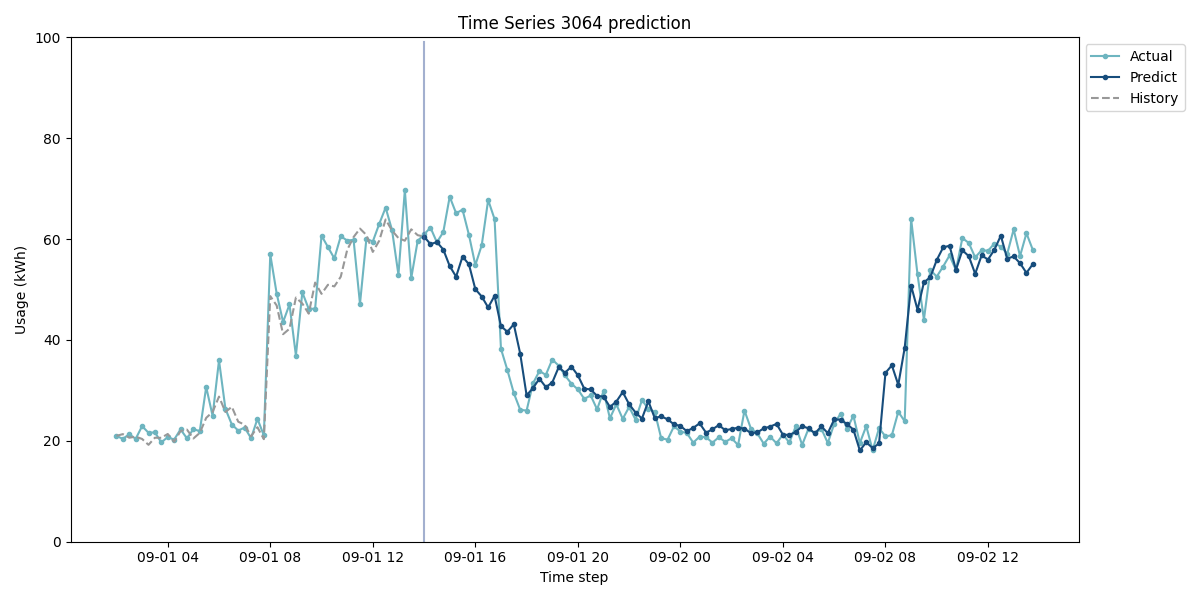 Time Series 3064 prediction
100
80
60
40
20
0
Usage (kWh)
09-01 04
09-01 08
09-01 12
09-01 16
09-01 20
09-02 00
09-02 04
09-02 08
09-02 12
Time step
Actual
Predict
History